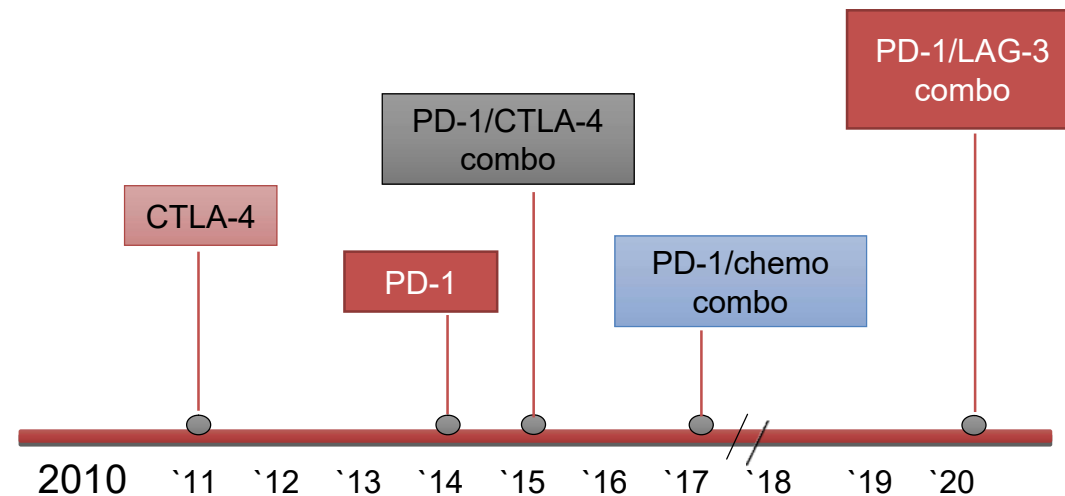 PD-1/LAG-3
combo
PD-1/CTLA-4
combo
CTLA-4
PD-1
PD-1/chemo
combo
2010 `11 `12 `13 `14 `15 `16 `17 `18 `19 `20